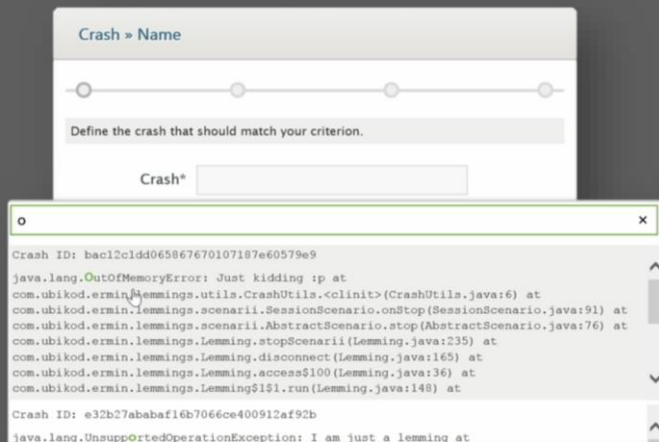 Crash » Name
Define the crash that should match your criterion.
Crash*
o ×
Crash ID: bac12c1dd065867670107187e60579e9
java.lang.OutOfMemoryError: Just kidding :p at
com.ubikod.ermin.lemmings.utils.CrashUtils.<clinit>(CrashUtils.java:6) at
com.ubikod.ermin.lemmings.scenarii.SessionScenario.onStop(SessionScenario.java:91) at
com.ubikod.ermin.lemmings.scenarii.AbstractScenario.stop(AbstractScenario.java:76) at
com.ubikod.ermin.lemmings.Lemming.stopScenarii(Lemming.java:235) at
com.ubikod.ermin.lemmings.Lemming.disconnect(Lemming.java:165) at
com.ubikod.ermin.lemmings.Lemming.access$100(Lemming.java:36) at
com.ubikod.ermin.lemmings.Lemming$1$1.run(Lemming.java:148) at
Crash ID: e32b27ababaf16b7066ce400912af92b
java.lang.UnsupportedOperationException: I am just a lemming at